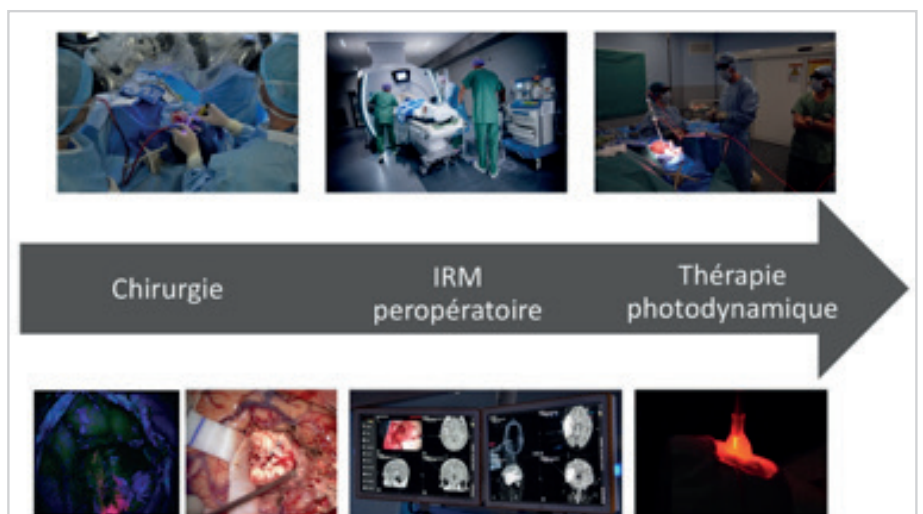 Chirurgie
IRM
peropératoire
Thérapie
photodynamique